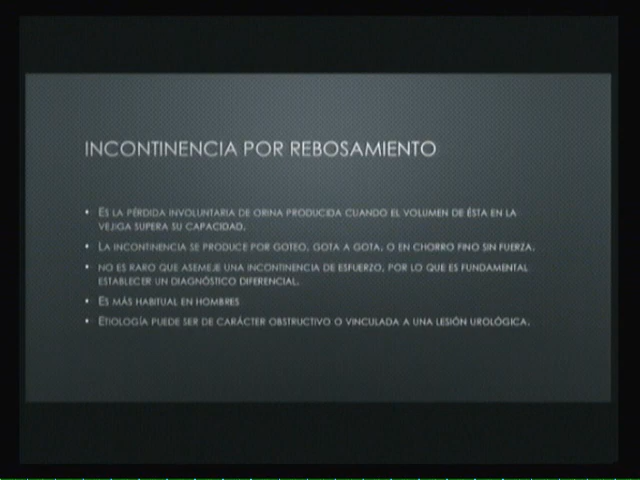 INCONTINENCIA POR REBOSAMIENTO
• ES LA PÉRDIDA INVOLUNTARIA DE ORINA PRODUCIDA CUANDO EL VOLUMEN DE ÉSTA EN LA
VEJIGA SUPERA SU CAPACIDAD.
• LA INCONTINENCIA SE PRODUCE POR GOTEO, GOTA A GOTA, O EN CHORRO FINO SIN FUERZA.
• NO ES RARO QUE ASEMEJE UNA INCONTINENCIA DE ESFUERZO, POR LO QUE ES FUNDAMENTAL
ESTABLECER UN DIAGNÓSTICO DIFERENCIAL.
• ES MÁS HABITUAL EN HOMBRES
• ETIOLOGÍA PUEDE SER DE CARÁCTER OBSTRUCTIVO O VINCULADA A UNA LESIÓN UROLÓGICA.